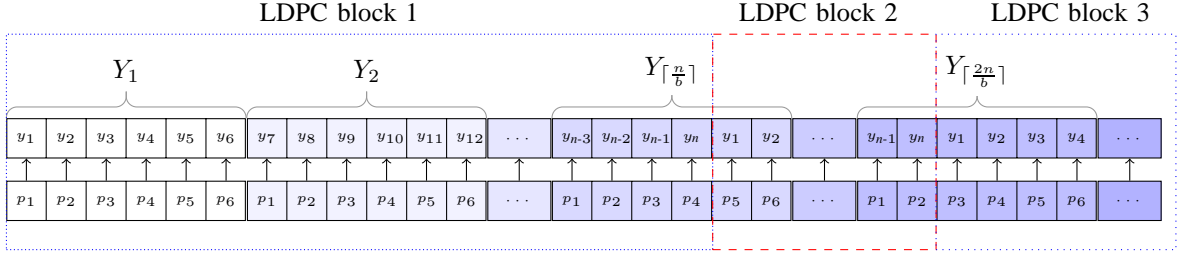 LDPC block 1 LDPC block 2 LDPC block 3
Y₁ Y₂ Y⌈n/b⌉ Y⌈2n/b⌉
y₁ y₂ y₃ y₄ y₅ y₆ y₇ y₈ y₉ y₁₀ y₁₁ y₁₂ ··· yₙ₋₃ yₙ₋₂ yₙ₋₁ yₙ y₁ y₂ ··· yₙ₋₁ yₙ y₁ y₂ y₃ y₄ ···
p₁ p₂ p₃ p₄ p₅ p₆ p₁ p₂ p₃ p₄ p₅ p₆ ··· p₁ p₂ p₃ p₄ p₅ p₆ ··· p₁ p₂ p₃ p₄ p₅ p₆ ···